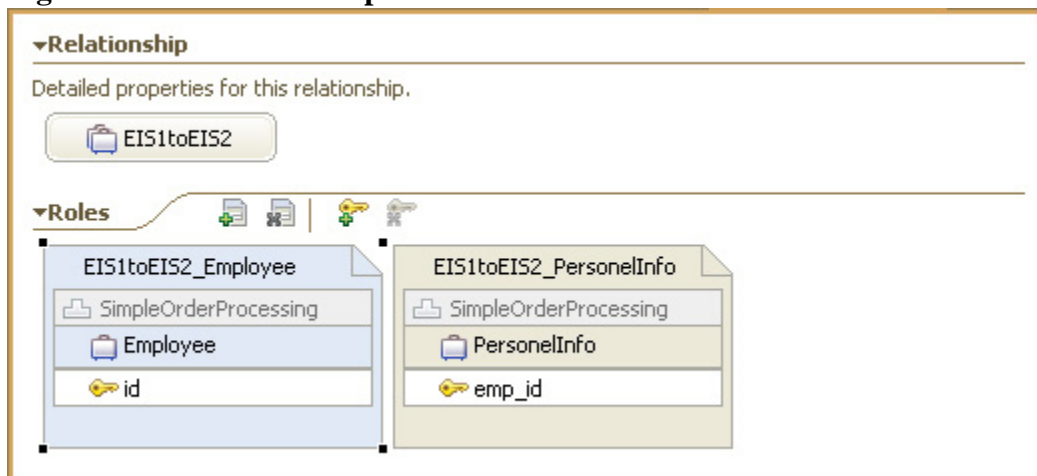 Relationship
Detailed properties for this relationship.
EIS1toEIS2
Roles
EIS1toEIS2_Employee
SimpleOrderProcessing
Employee
id
EIS1toEIS2_PersonelInfo
SimpleOrderProcessing
PersonelInfo
emp_id